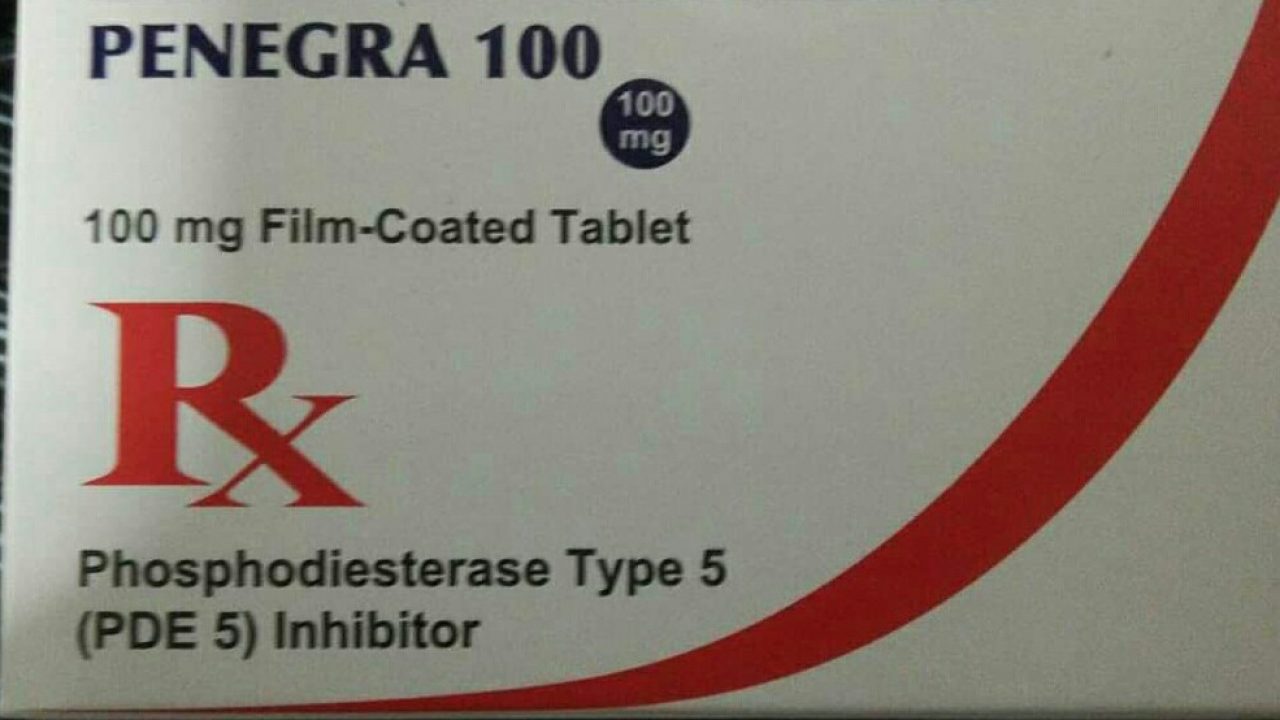 PENEGRA 100
100
mg
100 mg Film-Coated Tablet
Rx
Phosphodiesterase Type 5
(PDE 5) Inhibitor